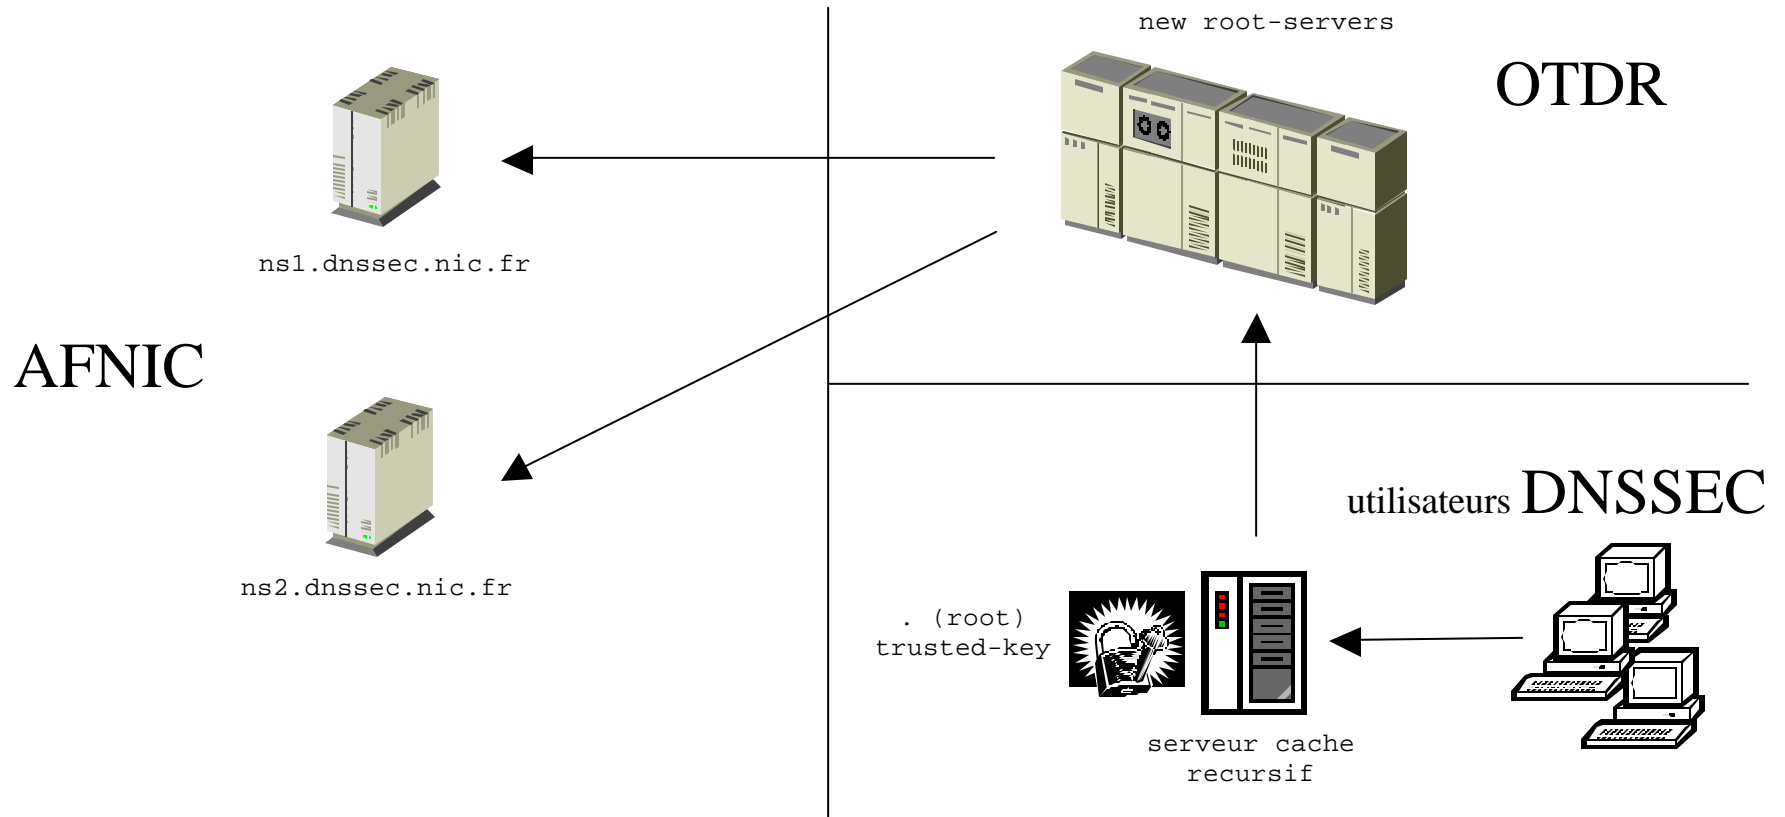 new root-servers
OTDR
ns1.dnssec.nic.fr
AFNIC
ns2.dnssec.nic.fr
utilisateurs DNSSEC
. (root)
trusted-key
serveur cache
recursif